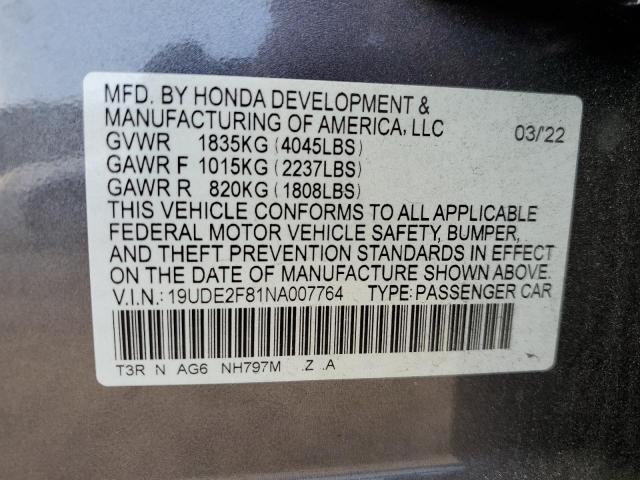 MFD. BY HONDA DEVELOPMENT &
MANUFACTURING OF AMERICA, LLC 03/'22
GVWR 1835KG (4045LBS)
GAWR F 1015KG (2237LBS)
GAWR R 820KG (1808LBS)
THIS VEHICLE CONFORMS TO ALL APPLICABLE
FEDERAL MOTOR VEHICLE SAFETY, BUMPER,
AND THEFT PREVENTION STANDARDS IN EFFECT
ON THE DATE OF MANUFACTURE SHOWN ABOVE.
V.I.N.: 19UDE2F81NA007764 TYPE: PASSENGER CAR
T3R N AG6 NH797M .Z .A